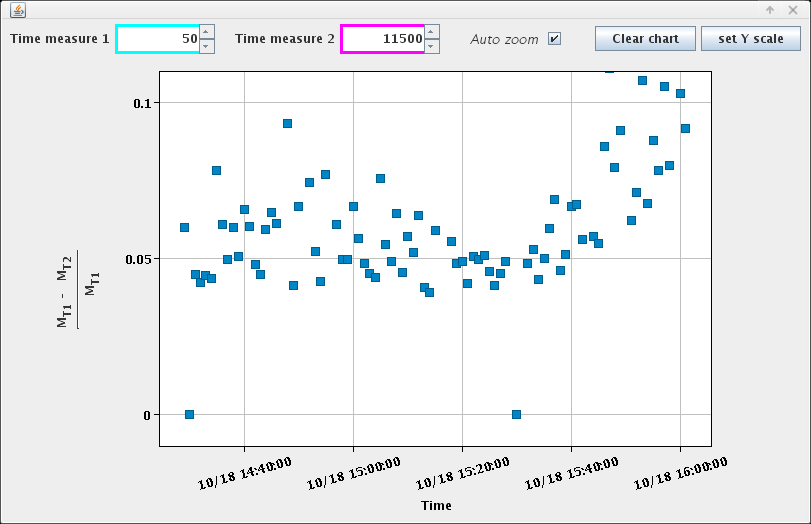 Time measure 1 50 Time measure 2 11500 Auto zoom Clear chart set Y scale
0.1
0.05
0
M_T1 - M_T2
M_T1
10/18 14:40:00 10/18 15:00:00 10/18 15:20:00 10/18 15:40:00 10/18 16:00:00
Time